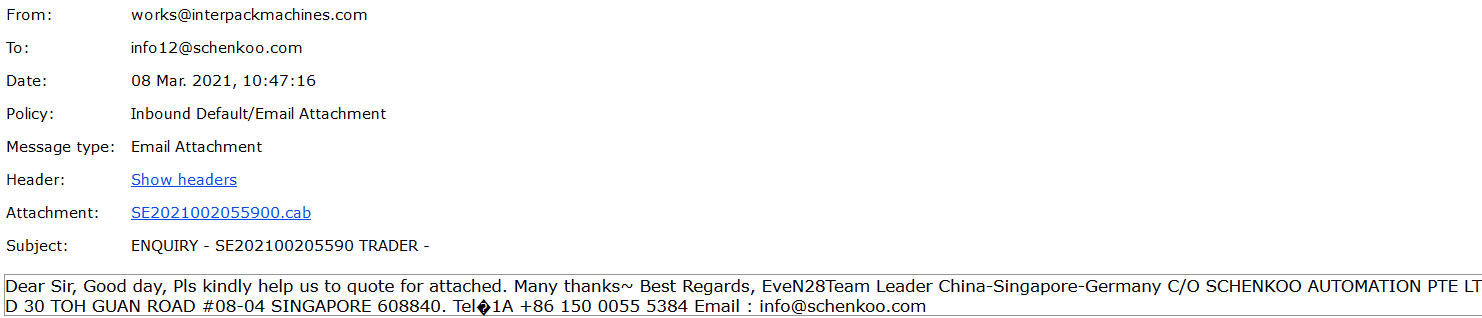 From: works@interpackmachines.com
To: info12@schenkoo.com
Date: 08 Mar. 2021, 10:47:16
Policy: Inbound Default/Email Attachment
Message type: Email Attachment
Header: Show headers
Attachment: SE2021002055900.cab
Subject: ENQUIRY - SE202100205590 TRADER -
Dear Sir, Good day, Pls kindly help us to quote for attached. Many thanks~ Best Regards, EveN28Team Leader China-Singapore-Germany C/O SCHENKOO AUTOMATION PTE LT
D 30 TOH GUAN ROAD #08-04 SINGAPORE 608840. Tel�1A +86 150 0055 5384 Email : info@schenkoo.com